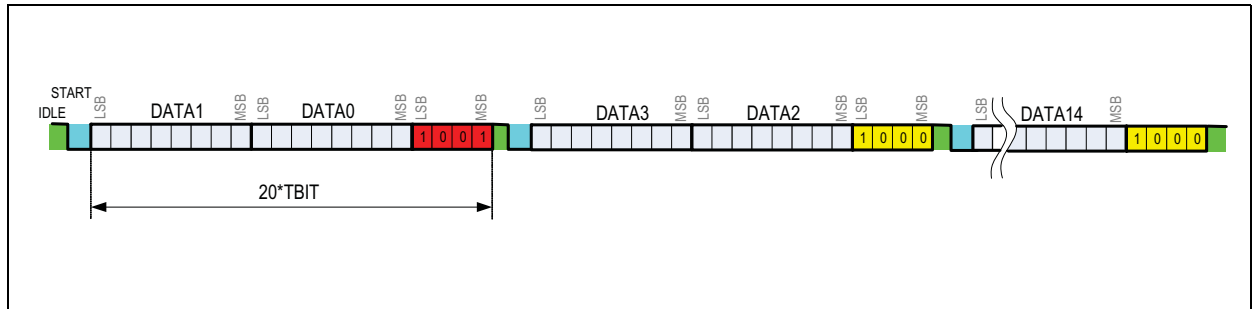 START
IDLE
LSB DATA1 MSB LSB DATA0 MSB LSB MSB LSB DATA3 MSB LSB DATA2 MSB LSB MSB LSB DATA14 MSB
1 0 0 1 1 0 0 0 1 0 0 0
20*TBIT